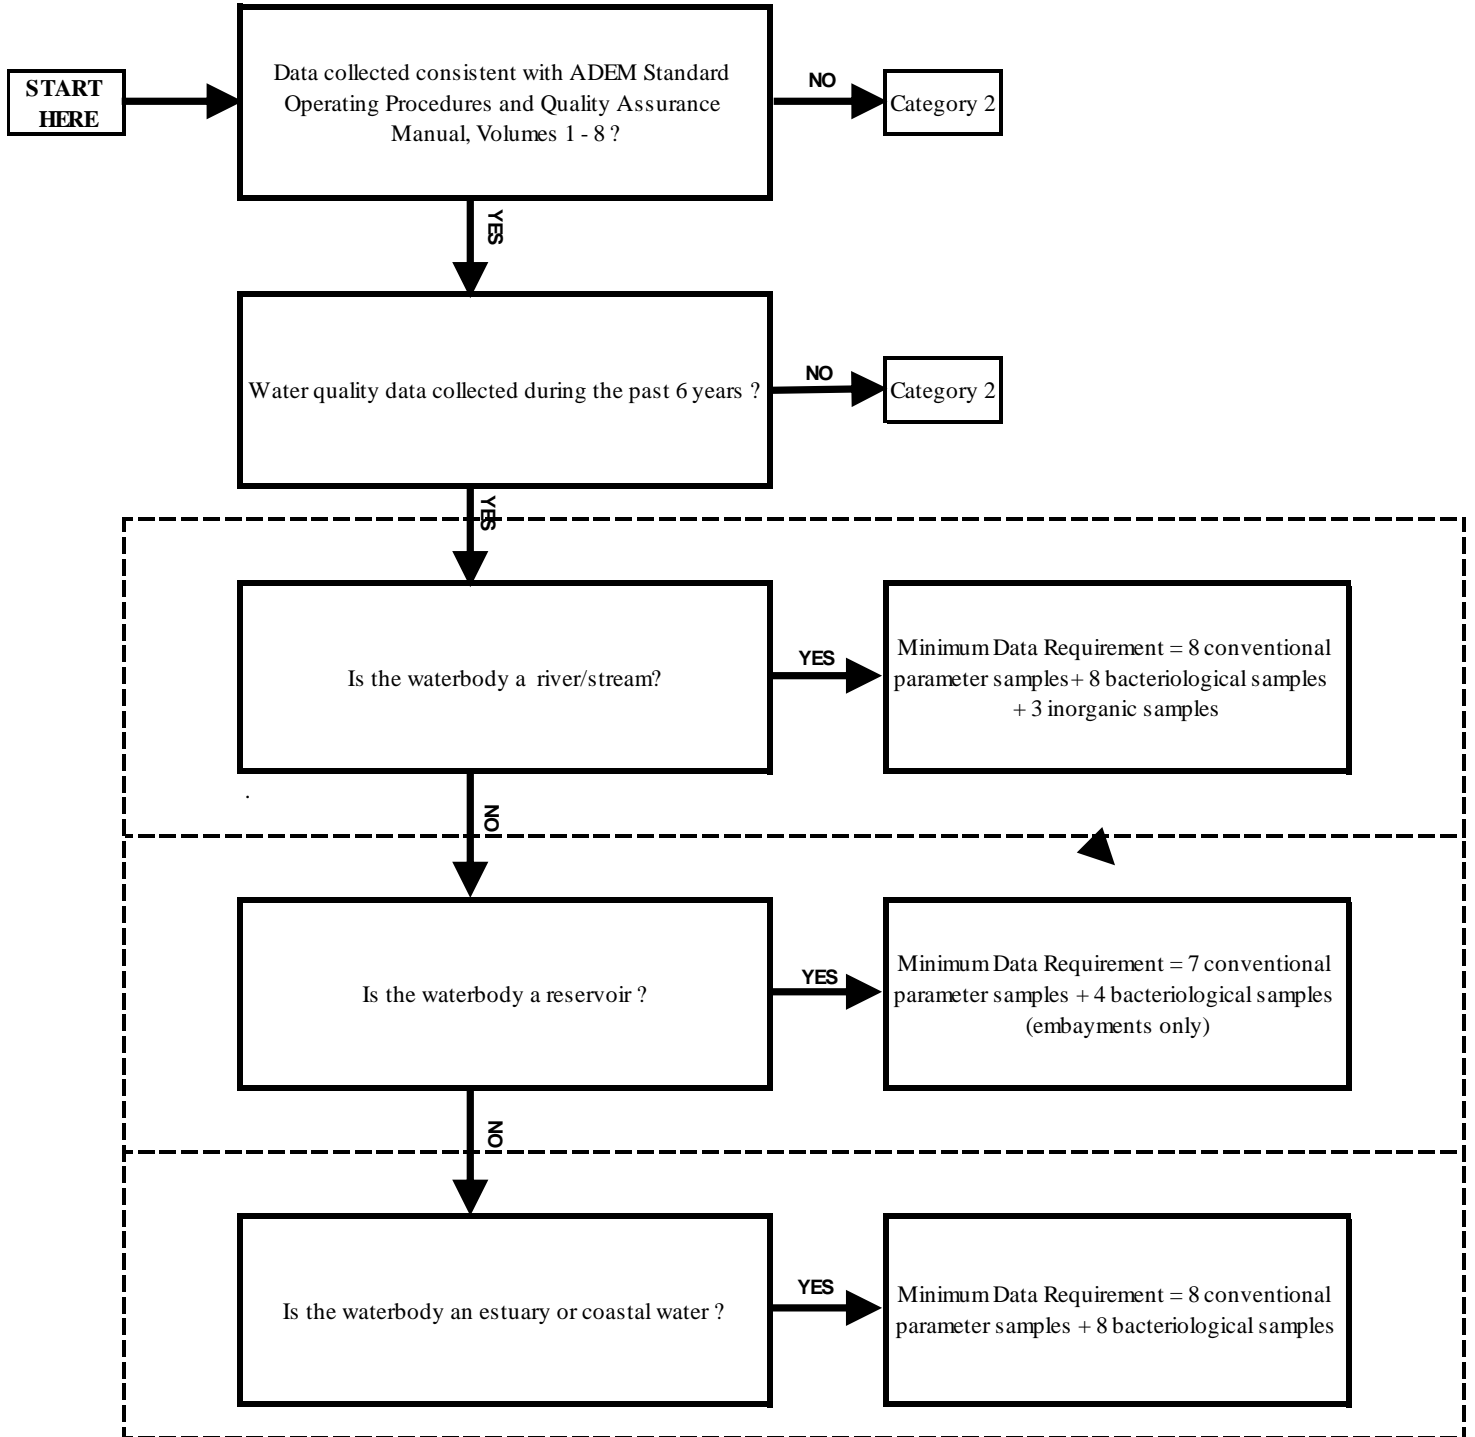 START
HERE
Data collected consistent with ADEM Standard
Operating Procedures and Quality Assurance
Manual, Volumes 1 - 8 ?
NO
Category 2
YES
Water quality data collected during the past 6 years ?
NO
Category 2
YES
Is the waterbody a river/stream?
YES
Minimum Data Requirement = 8 conventional
parameter samples+ 8 bacteriological samples
+ 3 inorganic samples
.
NO
Is the waterbody a reservoir ?
YES
Minimum Data Requirement = 7 conventional
parameter samples + 4 bacteriological samples
(embayments only)
NO
Is the waterbody an estuary or coastal water ?
YES
Minimum Data Requirement = 8 conventional
parameter samples + 8 bacteriological samples